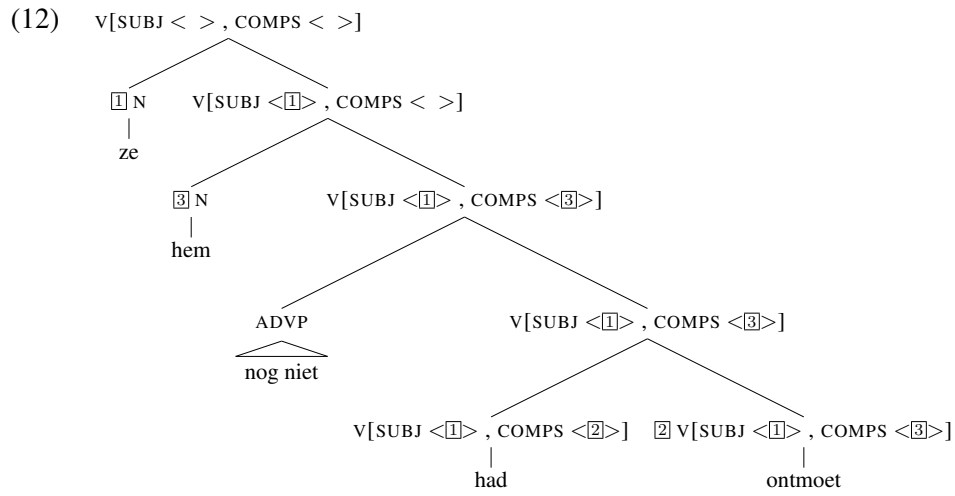 (12) V[SUBJ < > , COMPS < >]
1 N V[SUBJ <1> , COMPS < >]
ze
3 N V[SUBJ <1> , COMPS <3>]
hem
ADVP V[SUBJ <1> , COMPS <3>]
nog niet
V[SUBJ <1> , COMPS <2>] 2 V[SUBJ <1> , COMPS <3>]
had ontmoet